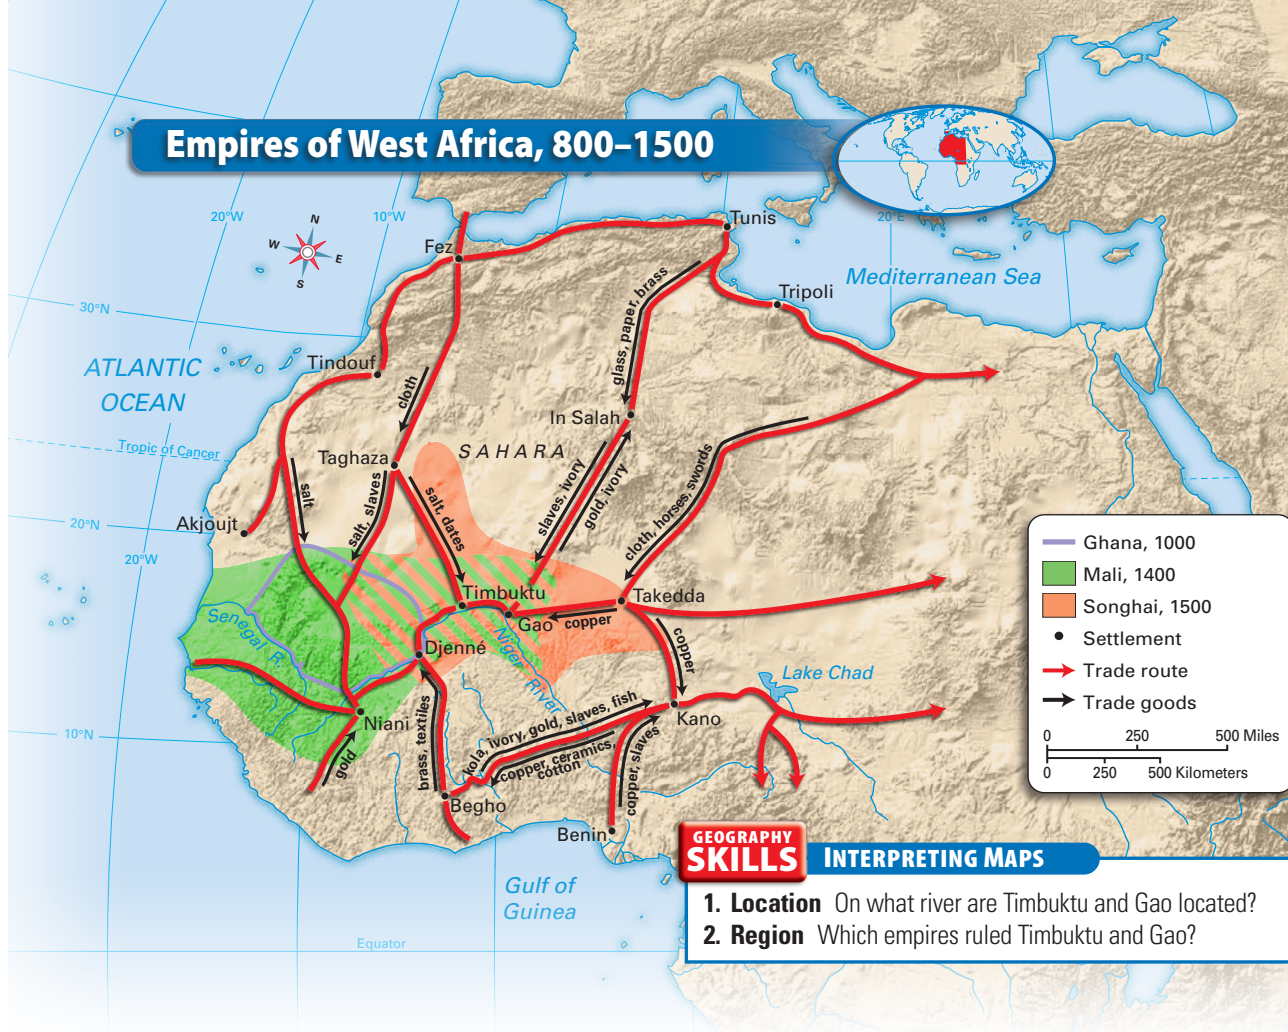 Empires of West Africa, 800–1500
20°W
10°W
20°E
N
W
E
S
Tunis
Fez
Mediterranean Sea
Tripoli
30°N
glass, paper, brass
ATLANTIC
OCEAN
Tindouf
cloth
In Salah
SAHARA
Tropic of Cancer
Taghaza
salt
salt, slaves
salt, dates
slaves, ivory
gold, ivory
cloth, horses, swords
Akjoujt
20°N
20°W
Timbuktu
Takedda
Gao
copper
Senegal R.
Djenné
Niger River
copper
Lake Chad
Niani
gold
brass, textiles
kola, ivory, gold, slaves, fish
copper, ceramics,
cotton
Kano
copper, slaves
10°N
Begho
Benin
Gulf of
Guinea
Equator
Ghana, 1000
Mali, 1400
Songhai, 1500
Settlement
Trade route
Trade goods
0 250 500 Miles
0 250 500 Kilometers
GEOGRAPHY
SKILLS
INTERPRETING MAPS
1. Location On what river are Timbuktu and Gao located?
2. Region Which empires ruled Timbuktu and Gao?